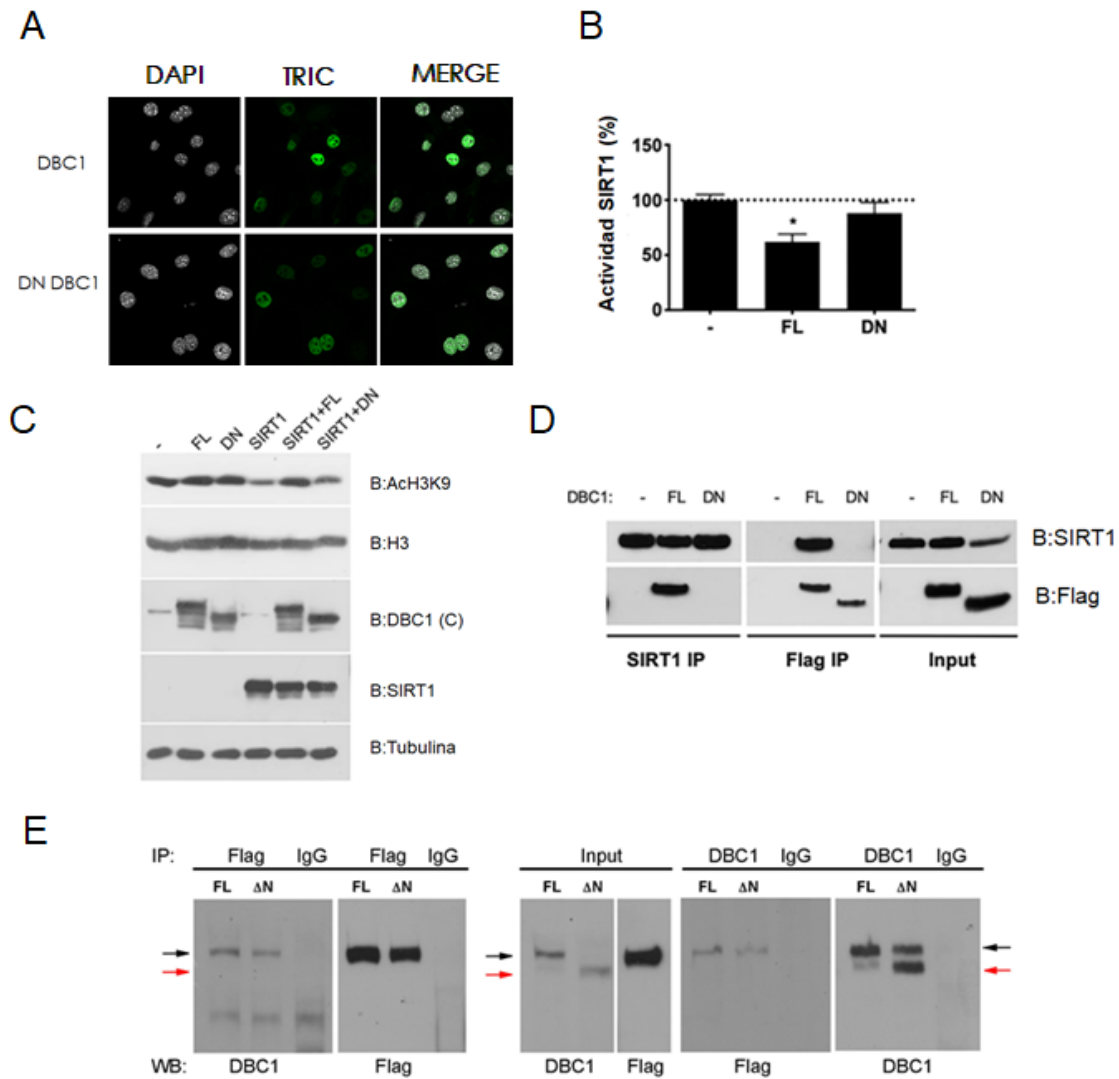 A
DAPI TRIC MERGE
DBC1
DN DBC1
B
Actividad SIRT1 (%)
150
100
50
0
*
- FL DN
C
- FL DN SIRT1 SIRT1+FL SIRT1+DN
B:AcH3K9
B:H3
B:DBC1 (C)
B:SIRT1
B:Tubulina
D
DBC1: - FL DN - FL DN - FL DN
B:SIRT1
B:Flag
SIRT1 IP Flag IP Input
E
IP: Flag IgG Flag IgG Input DBC1 IgG DBC1 IgG
FL ΔN FL ΔN FL ΔN FL ΔN FL ΔN
WB: DBC1 Flag DBC1 Flag Flag DBC1